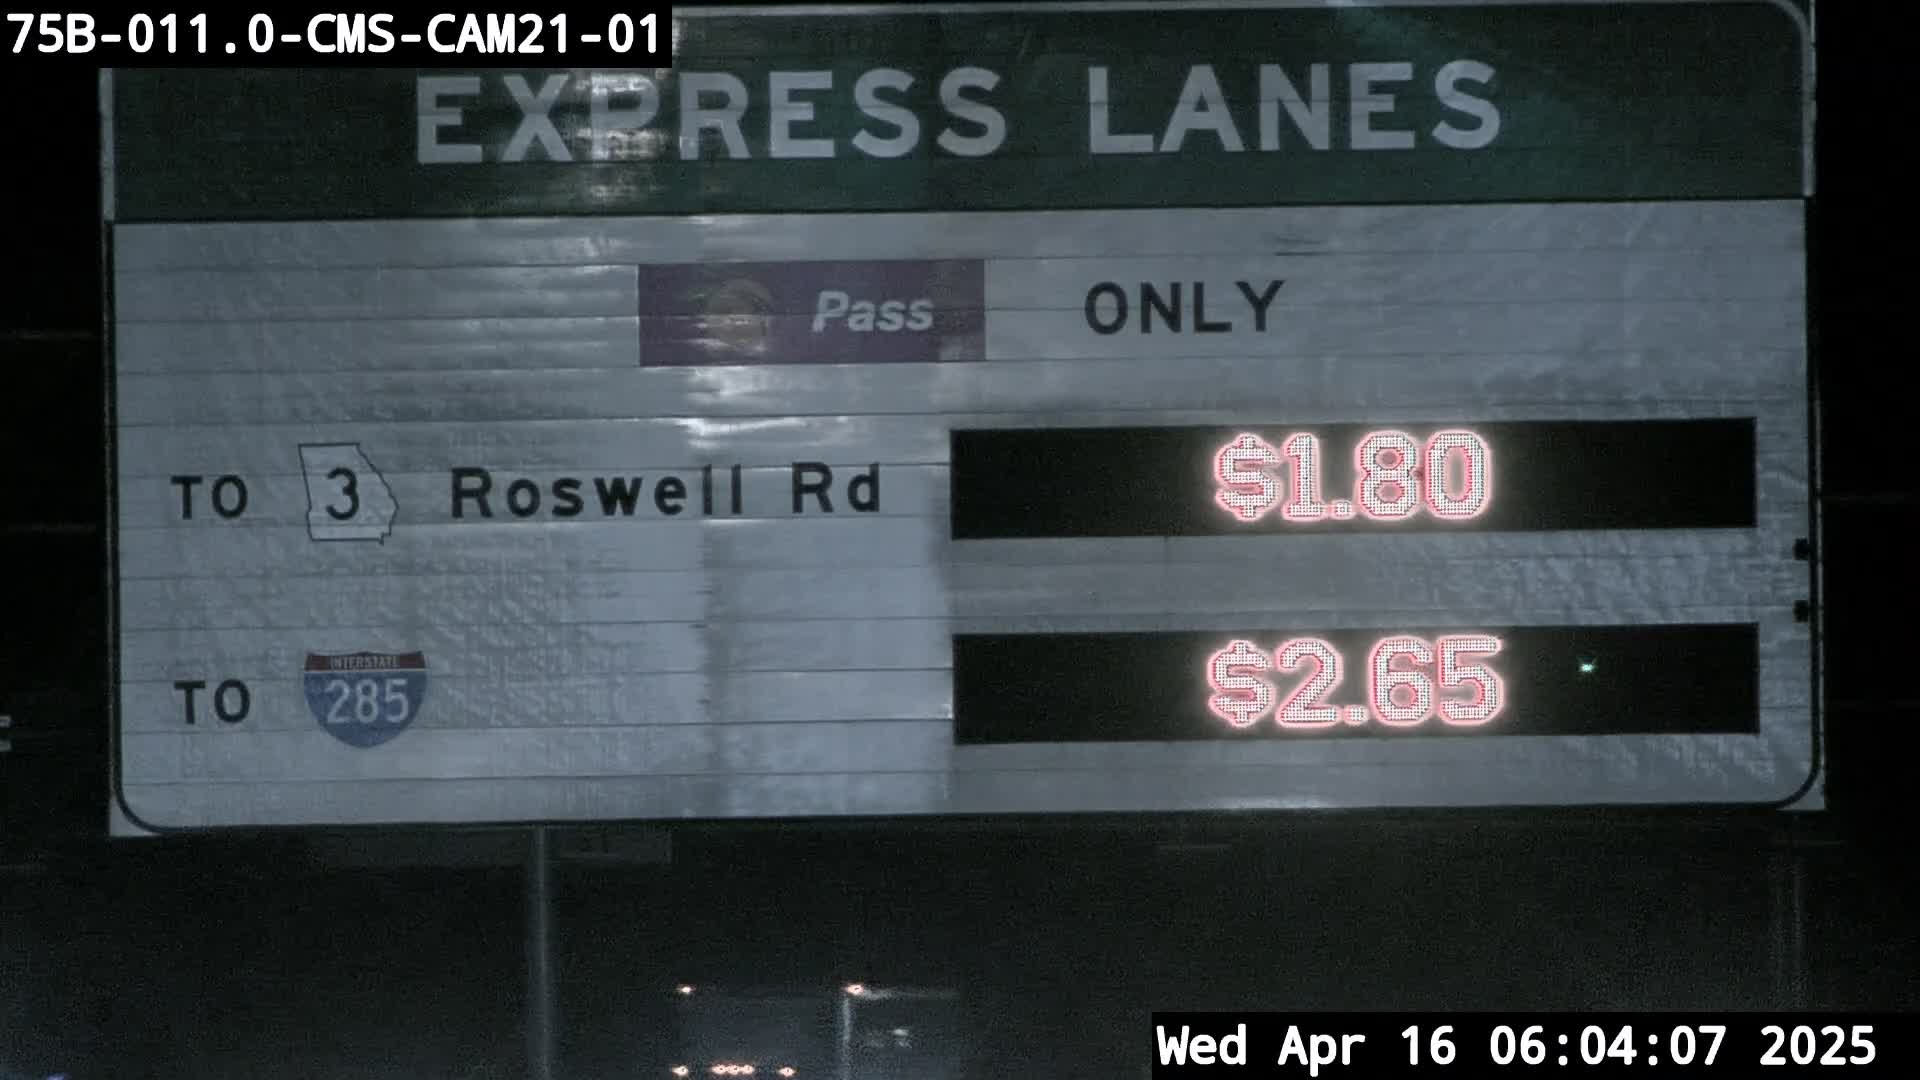 75B-011.0-CMS-CAM21-01
EXPRESS LANES
Pass ONLY
TO 3 Roswell Rd $1.80
INTERSTATE
TO 285 $2.65
Wed Apr 16 06:04:07 2025